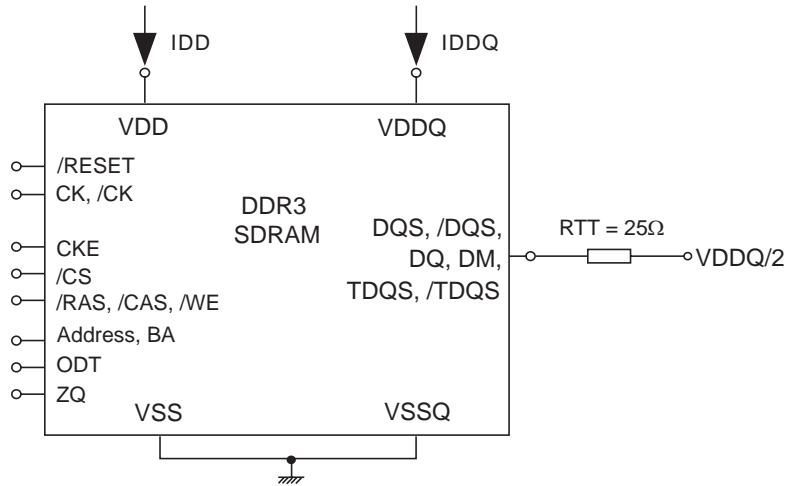 IDD
IDDQ
VDD
VDDQ
/RESET
CK, /CK
CKE
/CS
/RAS, /CAS, /WE
Address, BA
ODT
ZQ
DDR3
SDRAM
DQS, /DQS,
DQ, DM,
TDQS, /TDQS
RTT = 25Ω
VDDQ/2
VSS
VSSQ